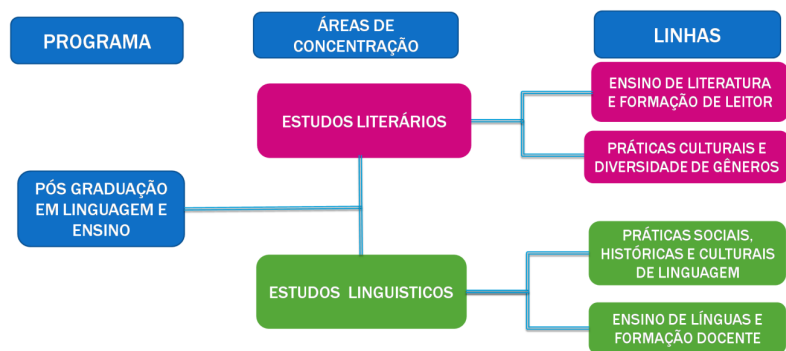 PROGRAMA
ÁREAS DE
CONCENTRAÇÃO
LINHAS
ESTUDOS LITERÁRIOS
ENSINO DE LITERATURA
E FORMAÇÃO DE LEITOR
PRÁTICAS CULTURAIS E
DIVERSIDADE DE GÊNEROS
PÓS GRADUAÇÃO
EM LINGUAGEM E
ENSINO
ESTUDOS LINGUISTICOS
PRÁTICAS SOCIAIS,
HISTÓRICAS E CULTURAIS
DE LINGUAGEM
ENSINO DE LÍNGUAS E
FORMAÇÃO DOCENTE